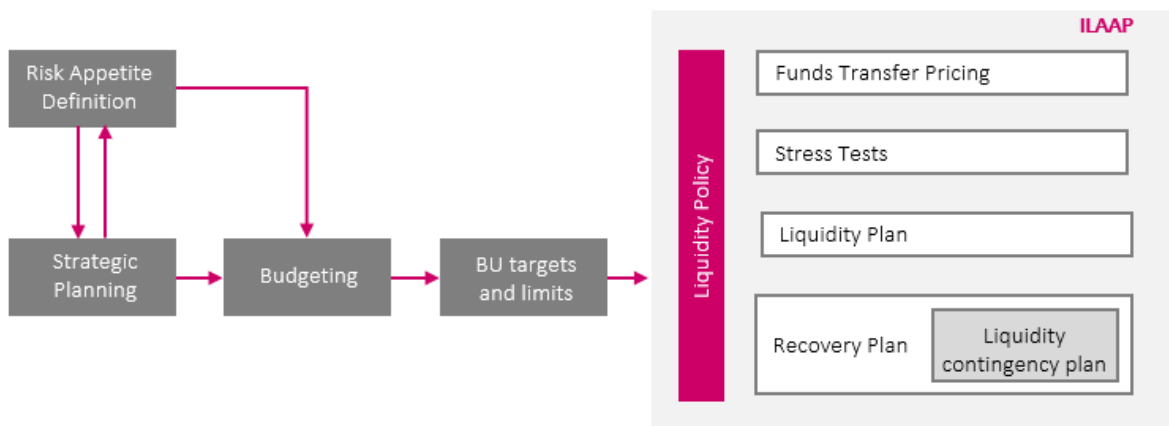 ILAAP
Risk Appetite
Definition
Strategic
Planning
Budgeting
BU targets
and limits
Liquidity Policy
Funds Transfer Pricing
Stress Tests
Liquidity Plan
Recovery Plan
Liquidity
contingency plan